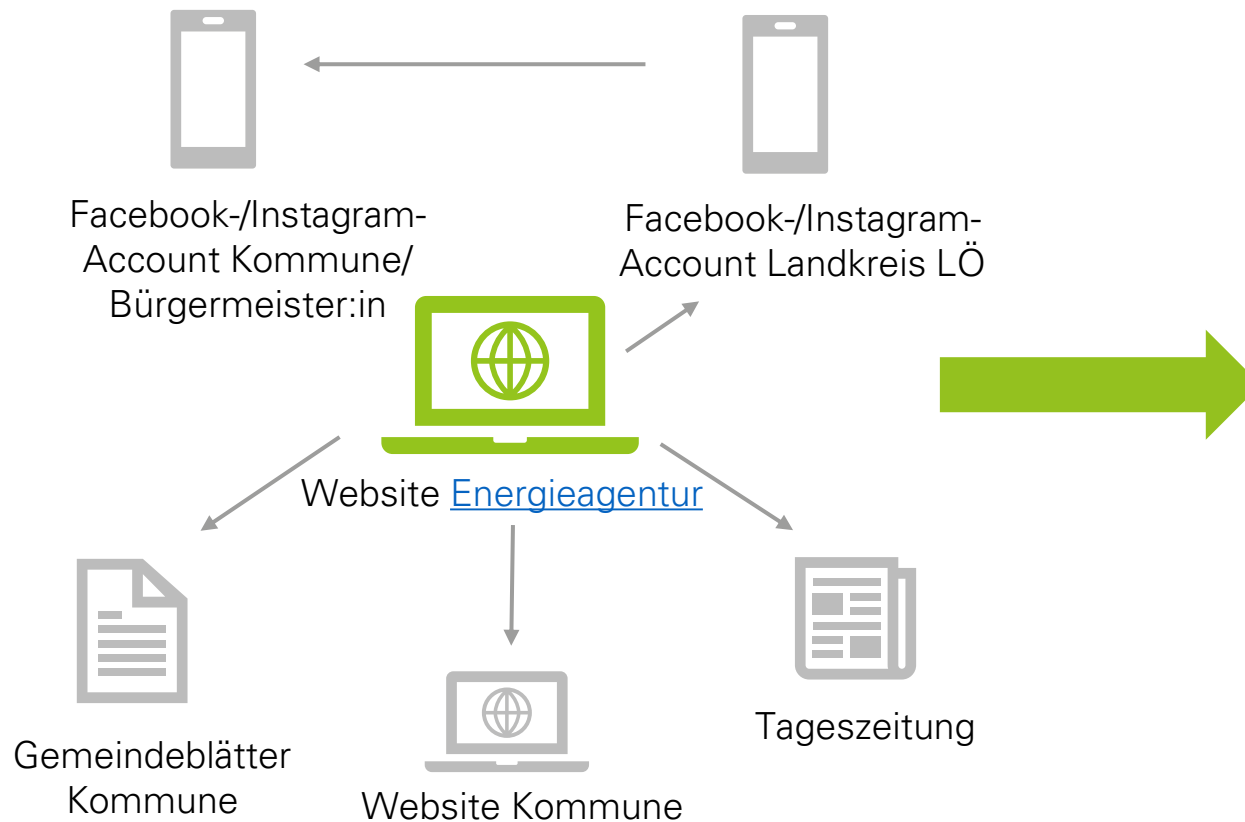 Facebook-/Instagram-
Account Kommune/
Bürgermeister:in
Facebook-/Instagram-
Account Landkreis LÖ
Website Energieagentur
Gemeindeblätter
Kommune
Website Kommune
Tageszeitung